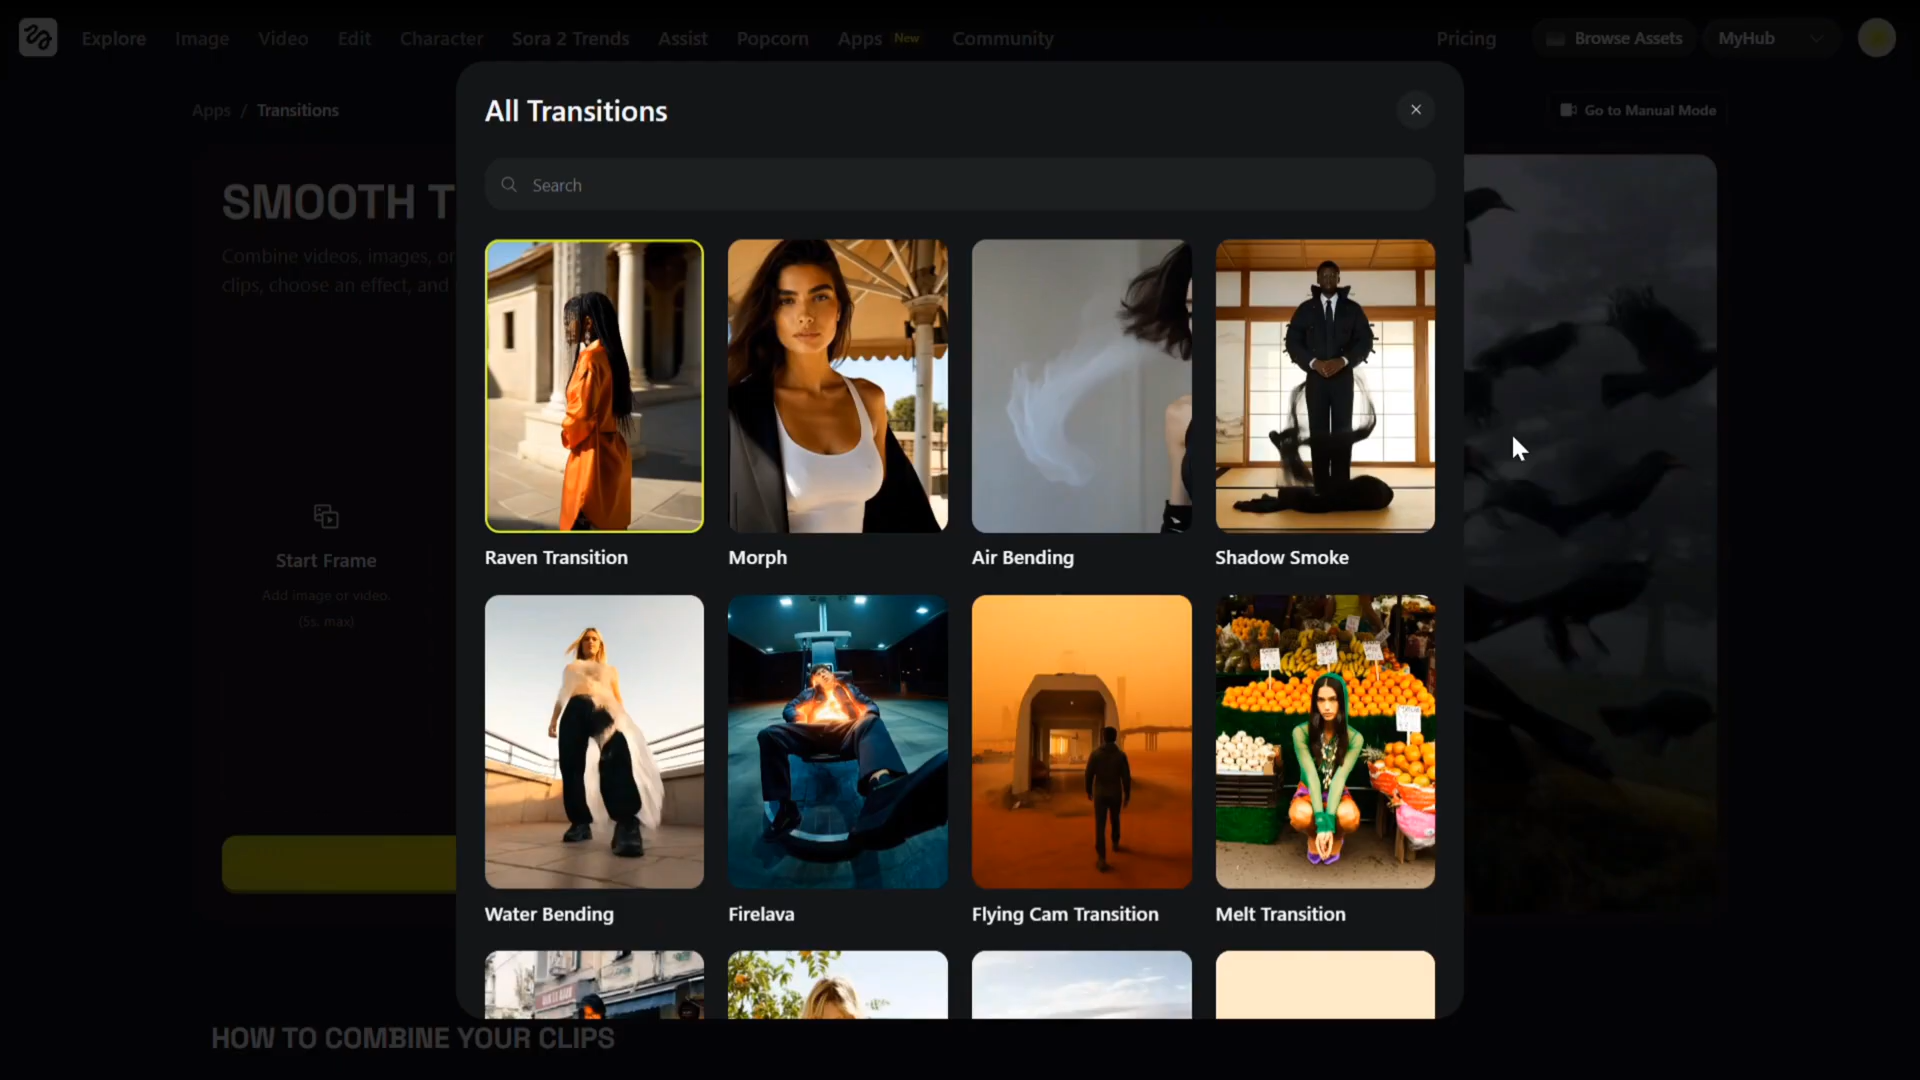 Explore Image Video Edit Character Sora 2 Trends Assist Popcorn Apps New Community Pricing Browse Assets MyHub
Apps / Transitions
Go to Manual Mode
All Transitions
Search
SMOOTH T
Combine videos, images, or
clips, choose an effect, and
Raven Transition
Morph
Air Bending
Shadow Smoke
Start Frame
Add image or video.
(5s. max)
Water Bending
Firelava
Flying Cam Transition
Melt Transition
HOW TO COMBINE YOUR CLIPS